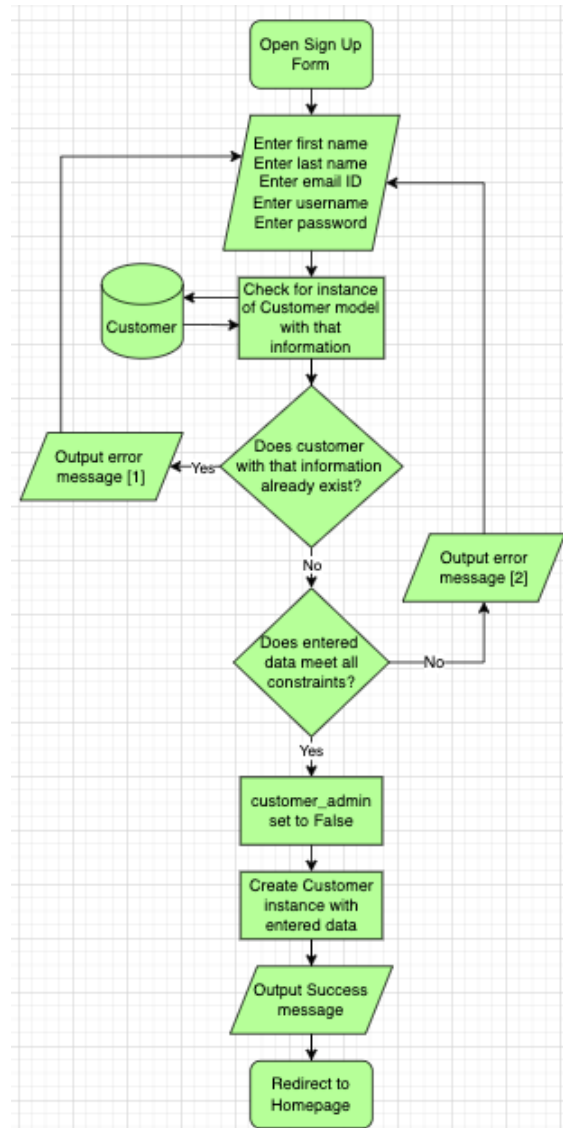 Open Sign Up
Form
Enter first name
Enter last name
Enter email ID
Enter username
Enter password
Check for instance
of Customer model
with that
information
Customer
Does customer
with that information
already exist?
Yes
Output error
message [1]
No
Output error
message [2]
Does entered
data meet all
constraints?
No
Yes
customer_admin
set to False
Create Customer
instance with
entered data
Output Success
message
Redirect to
Homepage